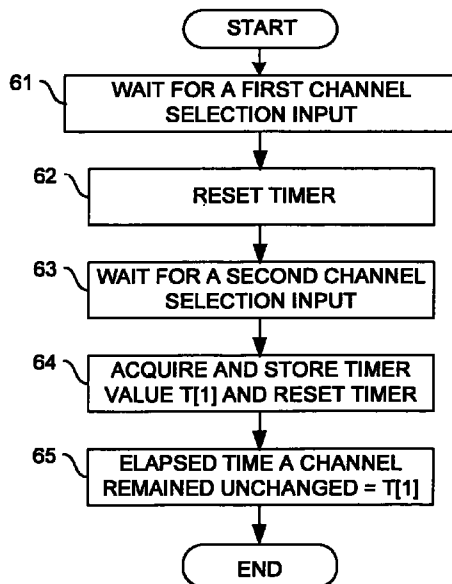 START
61
WAIT FOR A FIRST CHANNEL
SELECTION INPUT
62
RESET TIMER
63
WAIT FOR A SECOND CHANNEL
SELECTION INPUT
64
ACQUIRE AND STORE TIMER
VALUE T[1] AND RESET TIMER
65
ELAPSED TIME A CHANNEL
REMAINED UNCHANGED = T[1]
END